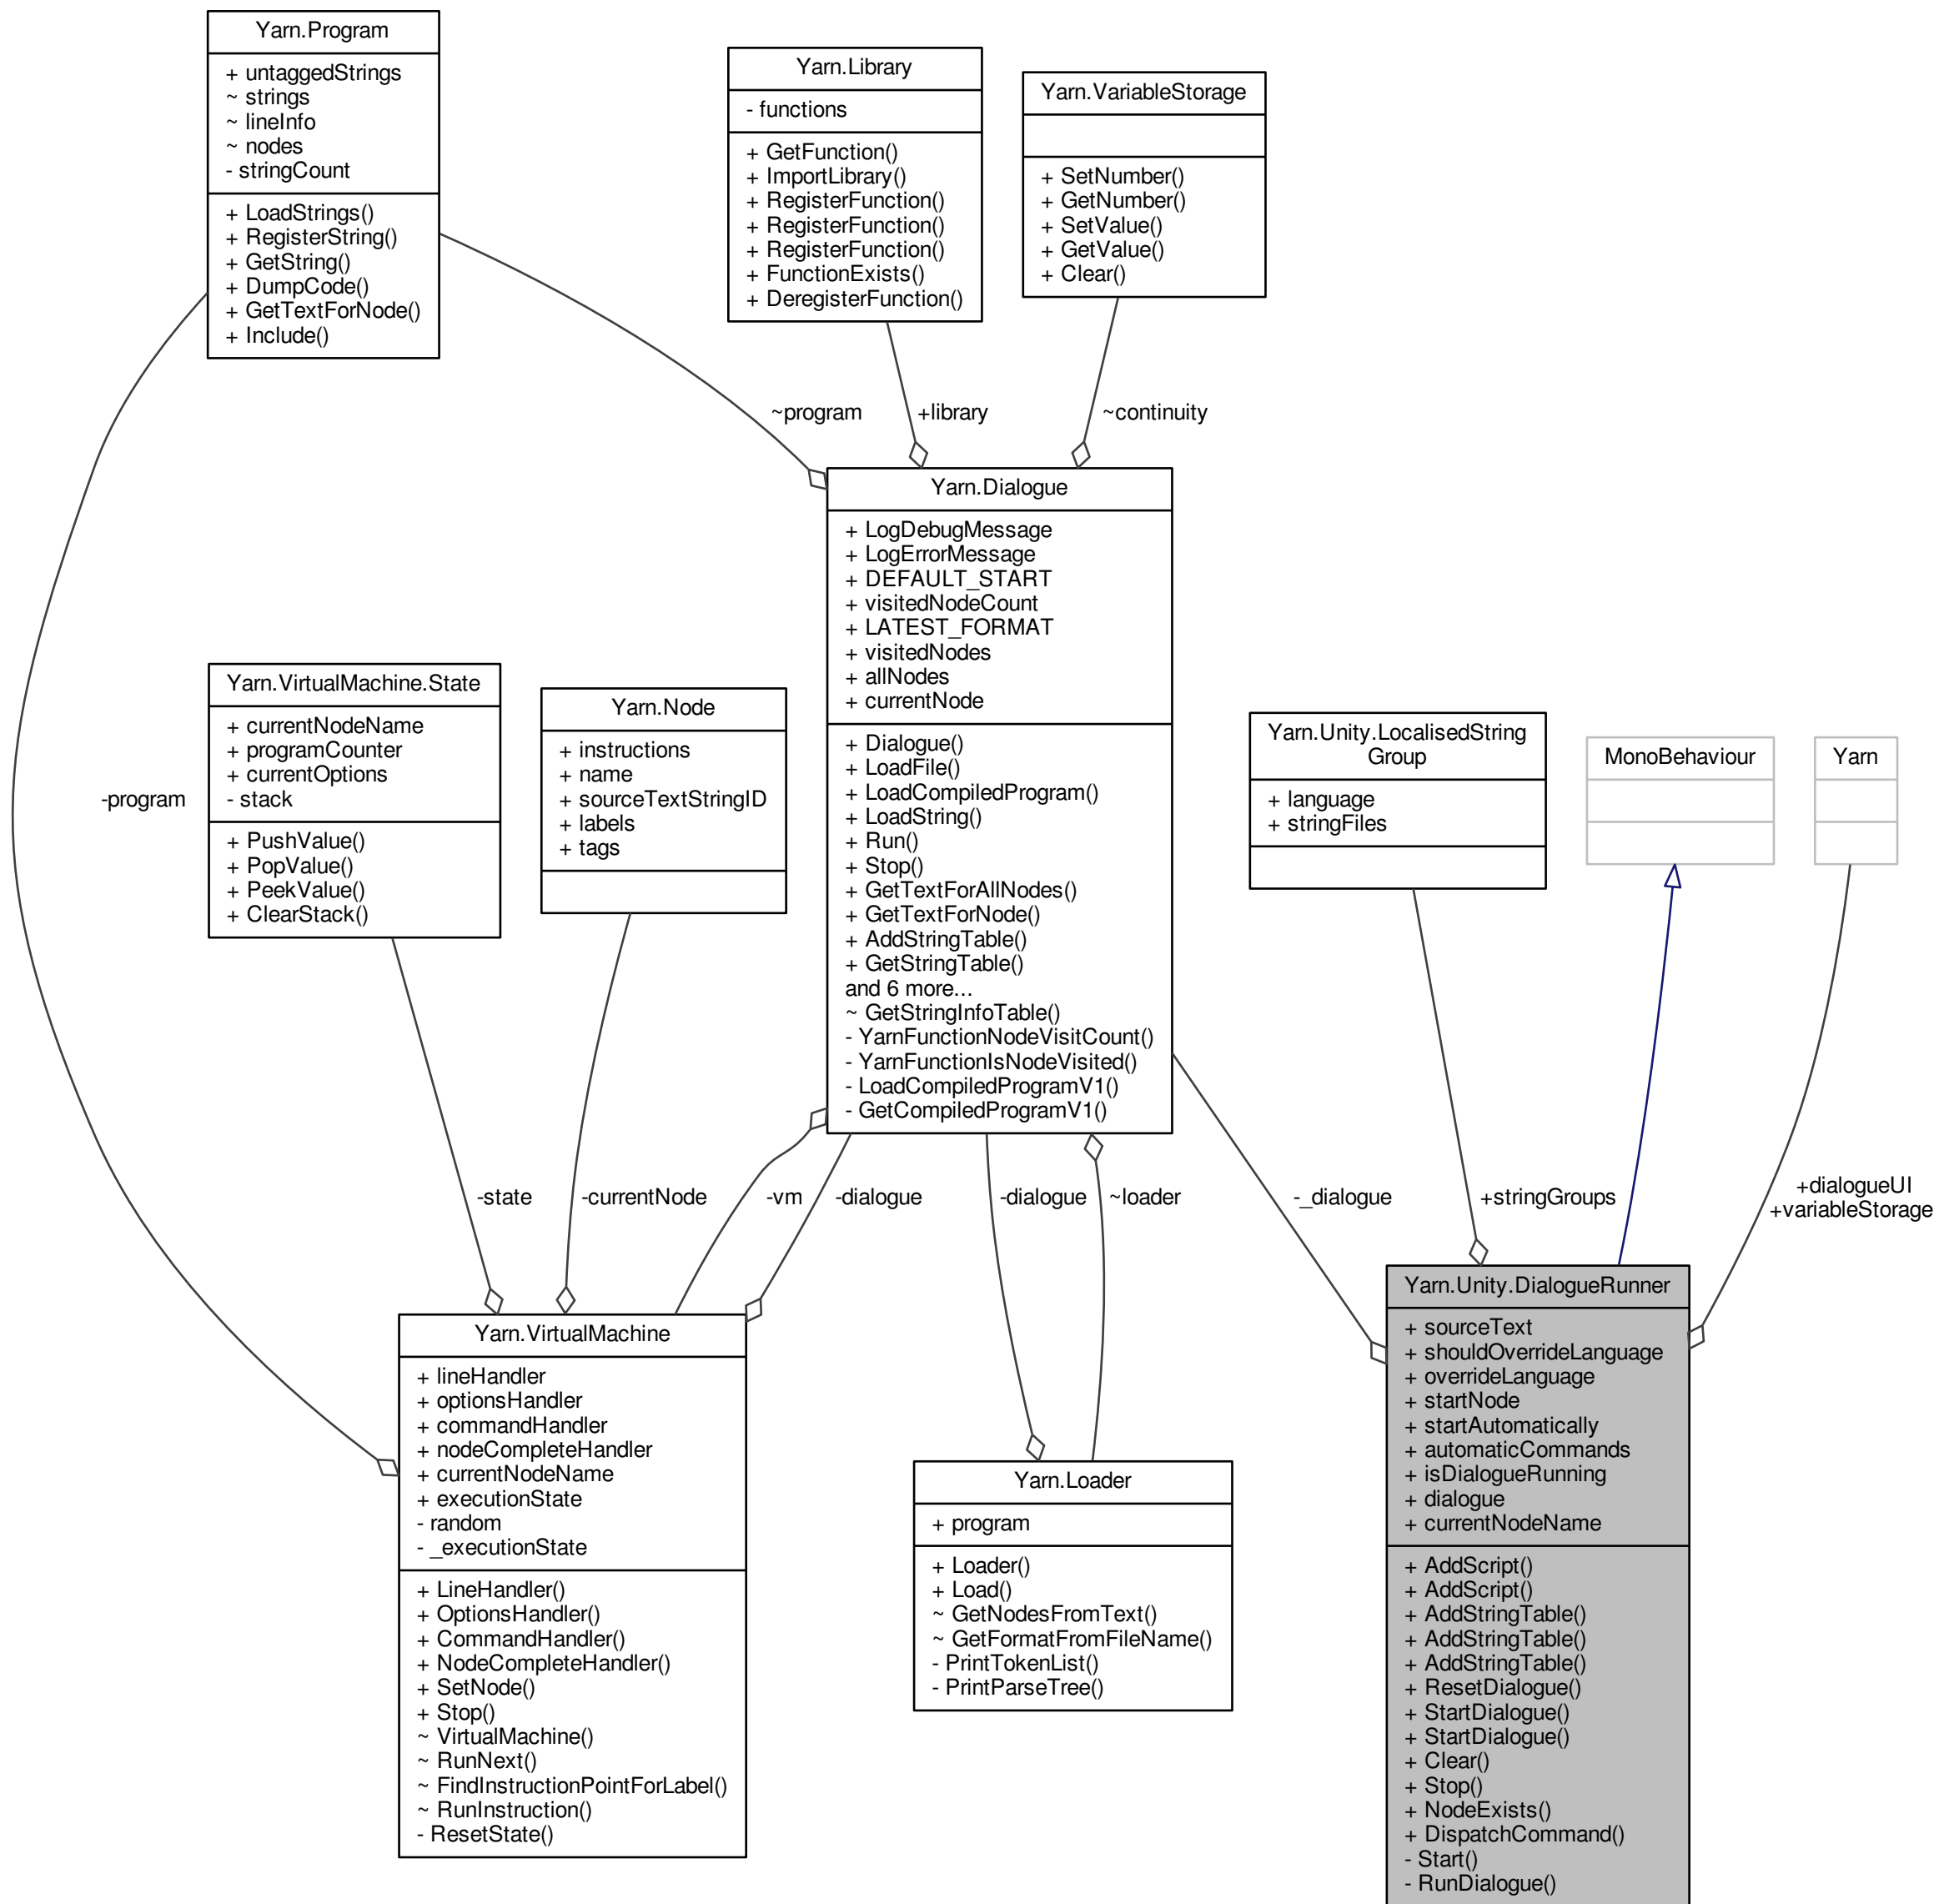 Yarn.Program
+ untaggedStrings
~ strings
~ lineInfo
~ nodes
- stringCount
+ LoadStrings()
+ RegisterString()
+ GetString()
+ DumpCode()
+ GetTextForNode()
+ Include()
Yarn.Library
- functions
+ GetFunction()
+ ImportLibrary()
+ RegisterFunction()
+ RegisterFunction()
+ RegisterFunction()
+ FunctionExists()
+ DeregisterFunction()
Yarn.VariableStorage
+ SetNumber()
+ GetNumber()
+ SetValue()
+ GetValue()
+ Clear()
~program
+library
~continuity
Yarn.Dialogue
+ LogDebugMessage
+ LogErrorMessage
+ DEFAULT_START
+ visitedNodeCount
+ LATEST_FORMAT
+ visitedNodes
+ allNodes
+ currentNode
+ Dialogue()
+ LoadFile()
+ LoadCompiledProgram()
+ LoadString()
+ Run()
+ Stop()
+ GetTextForAllNodes()
+ GetTextForNode()
+ AddStringTable()
+ GetStringTable()
and 6 more...
~ GetStringInfoTable()
- YarnFunctionNodeVisitCount()
- YarnFunctionIsNodeVisited()
- LoadCompiledProgramV1()
- GetCompiledProgramV1()
-program
Yarn.VirtualMachine.State
+ currentNodeName
+ programCounter
+ currentOptions
- stack
+ PushValue()
+ PopValue()
+ PeekValue()
+ ClearStack()
Yarn.Node
+ instructions
+ name
+ sourceTextStringID
+ labels
+ tags
Yarn.Unity.LocalisedString
Group
+ language
+ stringFiles
MonoBehaviour
Yarn
-state
-currentNode
-vm
-dialogue
-dialogue
~loader
-_dialogue
+stringGroups
+dialogueUI
+variableStorage
Yarn.VirtualMachine
+ lineHandler
+ optionsHandler
+ commandHandler
+ nodeCompleteHandler
+ currentNodeName
+ executionState
- random
- _executionState
+ LineHandler()
+ OptionsHandler()
+ CommandHandler()
+ NodeCompleteHandler()
+ SetNode()
+ Stop()
~ VirtualMachine()
~ RunNext()
~ FindInstructionPointForLabel()
~ RunInstruction()
- ResetState()
Yarn.Loader
+ program
+ Loader()
+ Load()
~ GetNodesFromText()
~ GetFormatFromFileName()
- PrintTokenList()
- PrintParseTree()
Yarn.Unity.DialogueRunner
+ sourceText
+ shouldOverrideLanguage
+ overrideLanguage
+ startNode
+ startAutomatically
+ automaticCommands
+ isDialogueRunning
+ dialogue
+ currentNodeName
+ AddScript()
+ AddScript()
+ AddStringTable()
+ AddStringTable()
+ AddStringTable()
+ ResetDialogue()
+ StartDialogue()
+ StartDialogue()
+ Clear()
+ Stop()
+ NodeExists()
+ DispatchCommand()
- Start()
- RunDialogue()